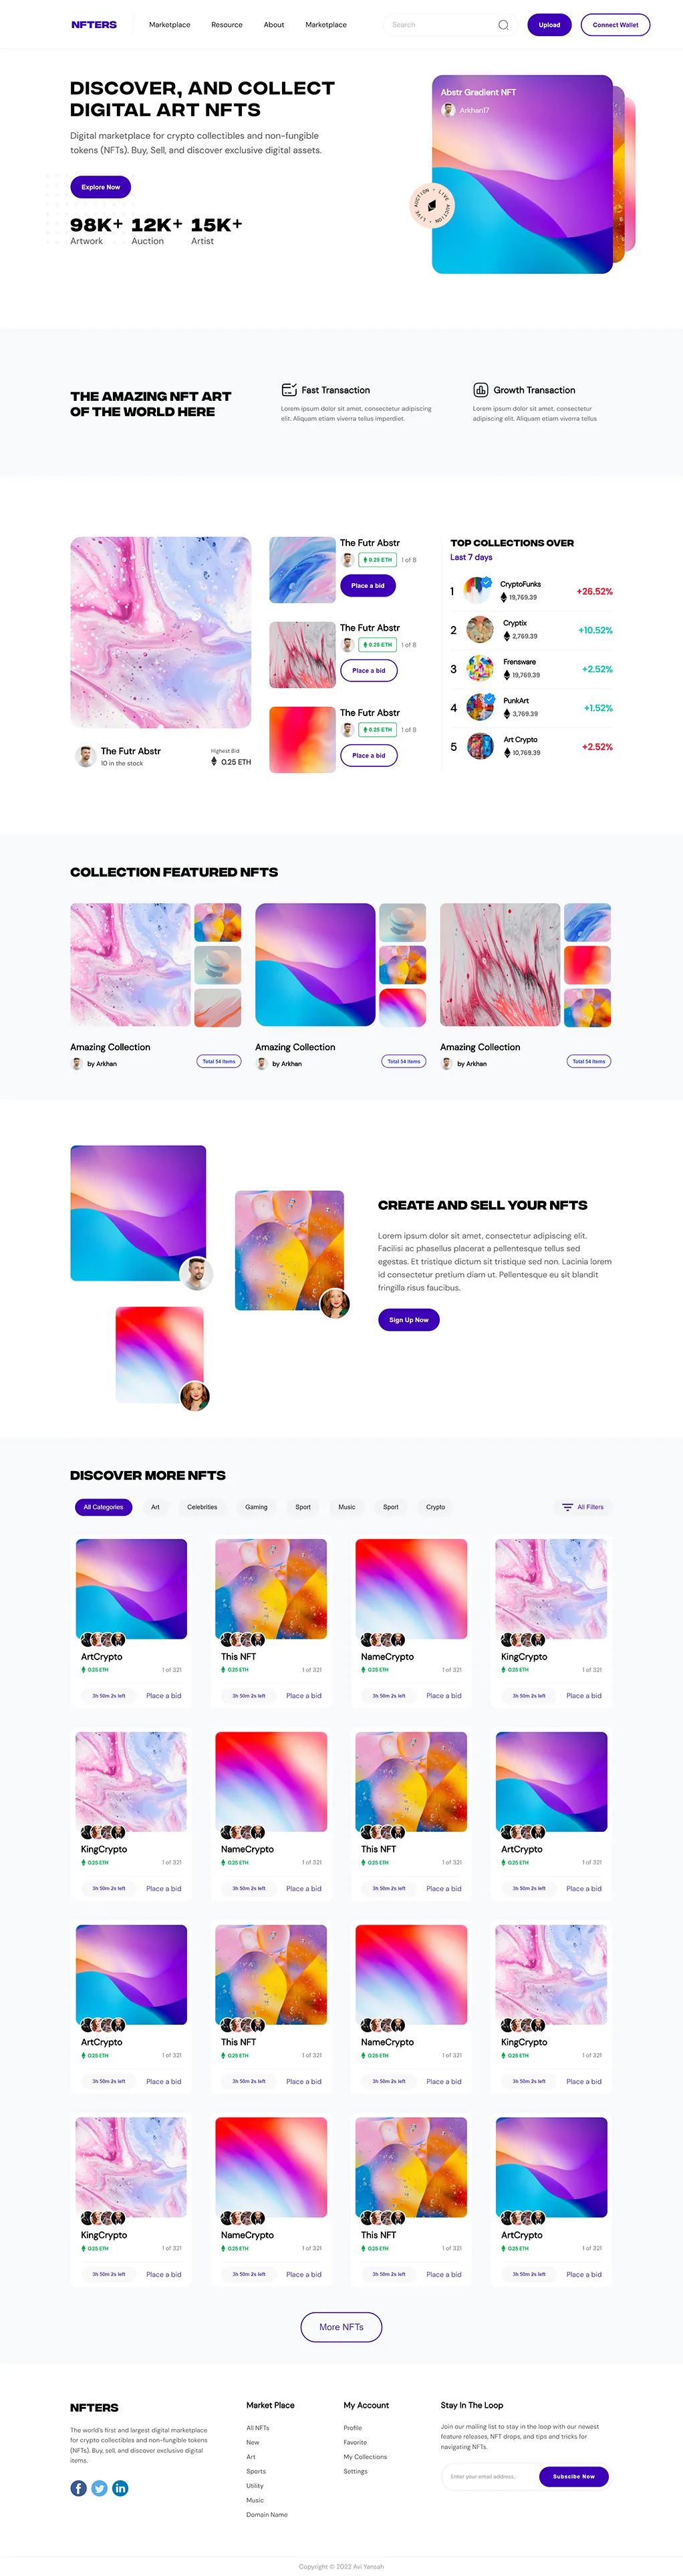 NFTERS
Marketplace
Resource
About
Marketplace
Search
Upload
Connect Wallet
DISCOVER, AND COLLECT
DIGITAL ART NFTS
Digital marketplace for crypto collectibles and non-fungible
tokens (NFTs). Buy, Sell, and discover exclusive digital assets.
Explore Now
98K+ 12K+ 15K+
Artwork Auction Artist
Abstr Gradient NFT
Arkhan17
LIVE AUCTION • LIVE AUCTION •
THE AMAZING NFT ART
OF THE WORLD HERE
Fast Transaction
Lorem ipsum dolor sit amet, consectetur adipiscing
elit. Aliquam etiam viverra tellus imperdiet.
Growth Transaction
Lorem ipsum dolor sit amet, consectetur
adipiscing elit. Aliquam etiam viverra tellus
The Futr Abstr
10 in the stock
Highest Bid
0.25 ETH
The Futr Abstr
0.25 ETH 1 of 8
Place a bid
The Futr Abstr
0.25 ETH 1 of 8
Place a bid
The Futr Abstr
0.25 ETH 1 of 8
Place a bid
TOP COLLECTIONS OVER
Last 7 days
1 CryptoFunks
19,769.39
+26.52%
2 Cryptix
2,769.39
+10.52%
3 Frensware
19,769.39
+2.52%
4 PunkArt
3,769.39
+1.52%
5 Art Crypto
10,769.39
+2.52%
COLLECTION FEATURED NFTS
Amazing Collection
by Arkhan
Total 54 Items
Amazing Collection
by Arkhan
Total 54 Items
Amazing Collection
by Arkhan
Total 54 Items
CREATE AND SELL YOUR NFTS
Lorem ipsum dolor sit amet, consectetur adipiscing elit.
Facilisi ac phasellus placerat a pellentesque tellus sed
egestas. Et tristique dictum sit tristique sed non. Lacinia lorem
id consectetur pretium diam ut. Pellentesque eu sit blandit
fringilla risus faucibus.
Sign Up Now
DISCOVER MORE NFTS
All Categories
Art
Celebrities
Gaming
Sport
Music
Sport
Crypto
All Filters
ArtCrypto
0.25 ETH 1 of 321
3h 50m 2s left Place a bid
This NFT
0.25 ETH 1 of 321
3h 50m 2s left Place a bid
NameCrypto
0.25 ETH 1 of 321
3h 50m 2s left Place a bid
KingCrypto
0.25 ETH 1 of 321
3h 50m 2s left Place a bid
KingCrypto
0.25 ETH 1 of 321
3h 50m 2s left Place a bid
NameCrypto
0.25 ETH 1 of 321
3h 50m 2s left Place a bid
This NFT
0.25 ETH 1 of 321
3h 50m 2s left Place a bid
ArtCrypto
0.25 ETH 1 of 321
3h 50m 2s left Place a bid
ArtCrypto
0.25 ETH 1 of 321
3h 50m 2s left Place a bid
This NFT
0.25 ETH 1 of 321
3h 50m 2s left Place a bid
NameCrypto
0.25 ETH 1 of 321
3h 50m 2s left Place a bid
KingCrypto
0.25 ETH 1 of 321
3h 50m 2s left Place a bid
KingCrypto
0.25 ETH 1 of 321
3h 50m 2s left Place a bid
NameCrypto
0.25 ETH 1 of 321
3h 50m 2s left Place a bid
This NFT
0.25 ETH 1 of 321
3h 50m 2s left Place a bid
ArtCrypto
0.25 ETH 1 of 321
3h 50m 2s left Place a bid
More NFTs
NFTERS
The world's first and largest digital marketplace
for crypto collectibles and non-fungible tokens
(NFTs). Buy, sell, and discover exclusive digital
items.
Market Place
All NFTs
New
Art
Sports
Utility
Music
Domain Name
My Account
Profile
Favorite
My Collections
Settings
Stay In The Loop
Join our mailing list to stay in the loop with our newest
feature releases, NFT drops, and tips and tricks for
navigating NFTs.
Enter your email address..
Subscibe Now
Copyright © 2022 Avi Yansah